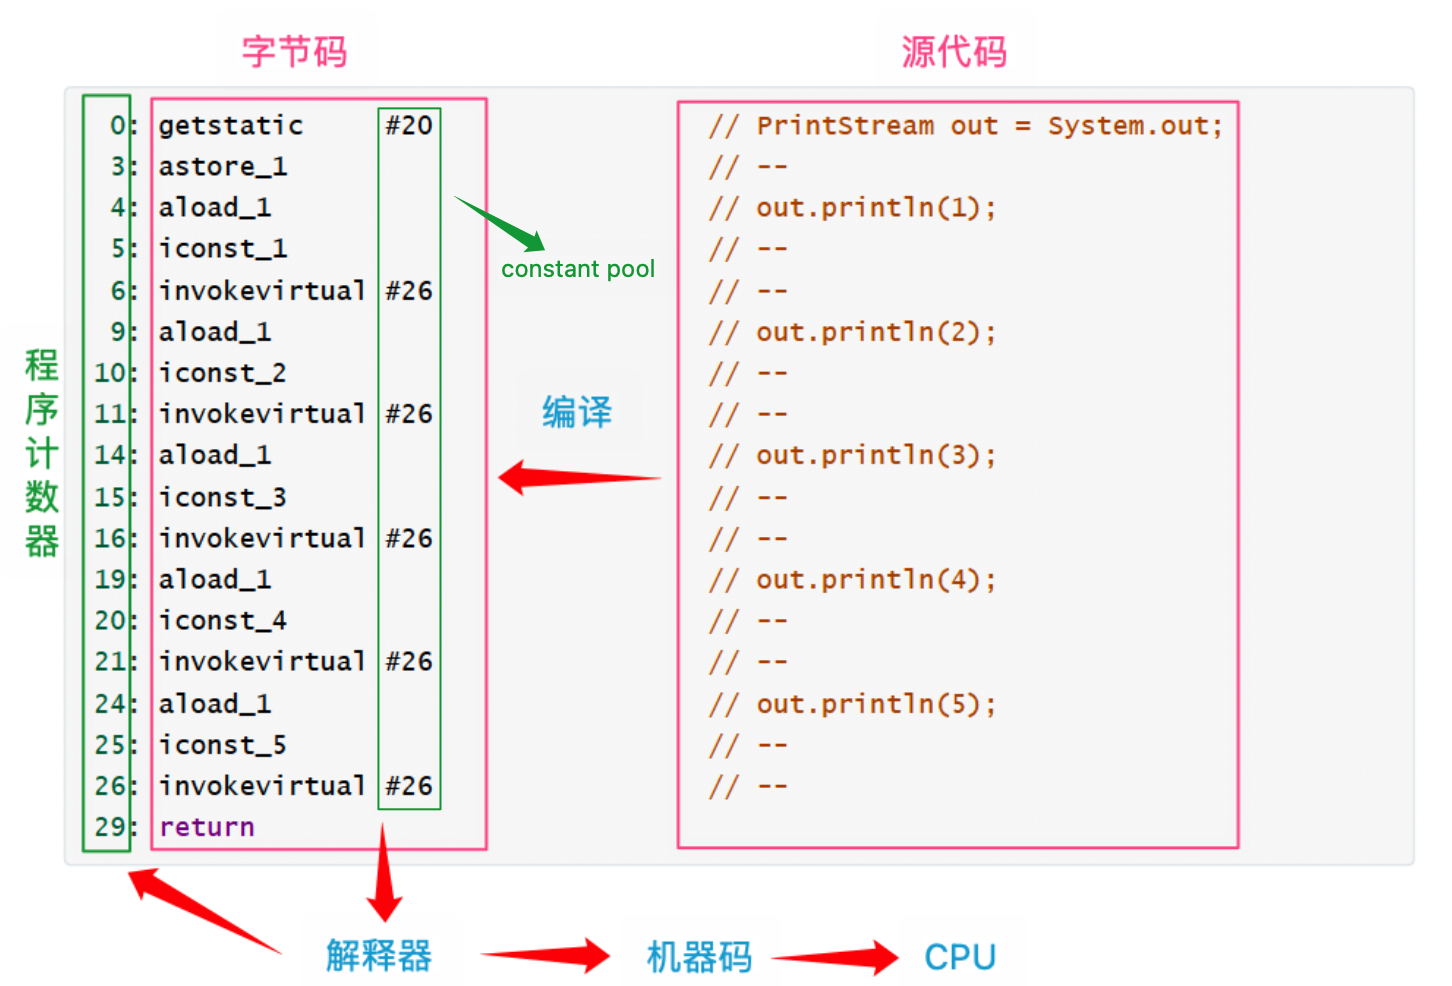 字节码 源代码
0: getstatic #20 // PrintStream out = System.out;
3: astore_1 // --
4: aload_1 // out.println(1);
5: iconst_1 // --
constant pool
6: invokevirtual #26 // --
9: aload_1 // out.println(2);
10: iconst_2 // --
11: invokevirtual #26 // --
14: aload_1 // out.println(3);
15: iconst_3 // --
16: invokevirtual #26 // --
19: aload_1 // out.println(4);
20: iconst_4 // --
21: invokevirtual #26 // --
24: aload_1 // out.println(5);
25: iconst_5 // --
26: invokevirtual #26 // --
29: return
程序计数器
编译
解释器 机器码 CPU